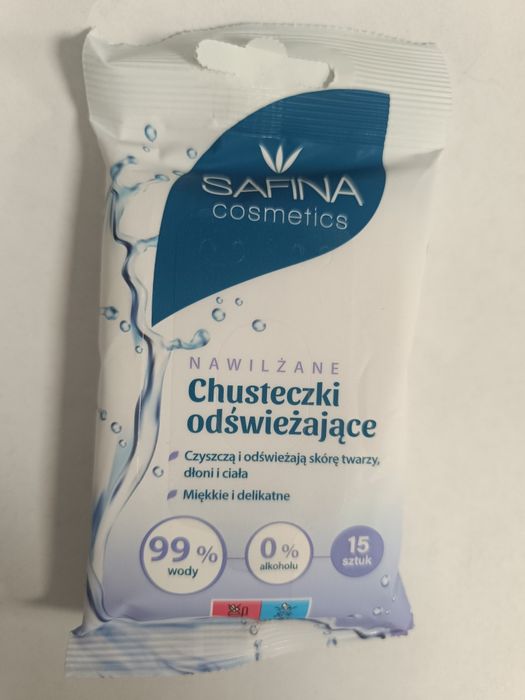 SAFINA
cosmetics
NAWILŻANE
Chusteczki
odświeżające
Czyszczą i odświeżają skórę twarzy,
dłoni i ciała
Miękkie i delikatne
99 %
wody
0 %
alkoholu
15
sztuk